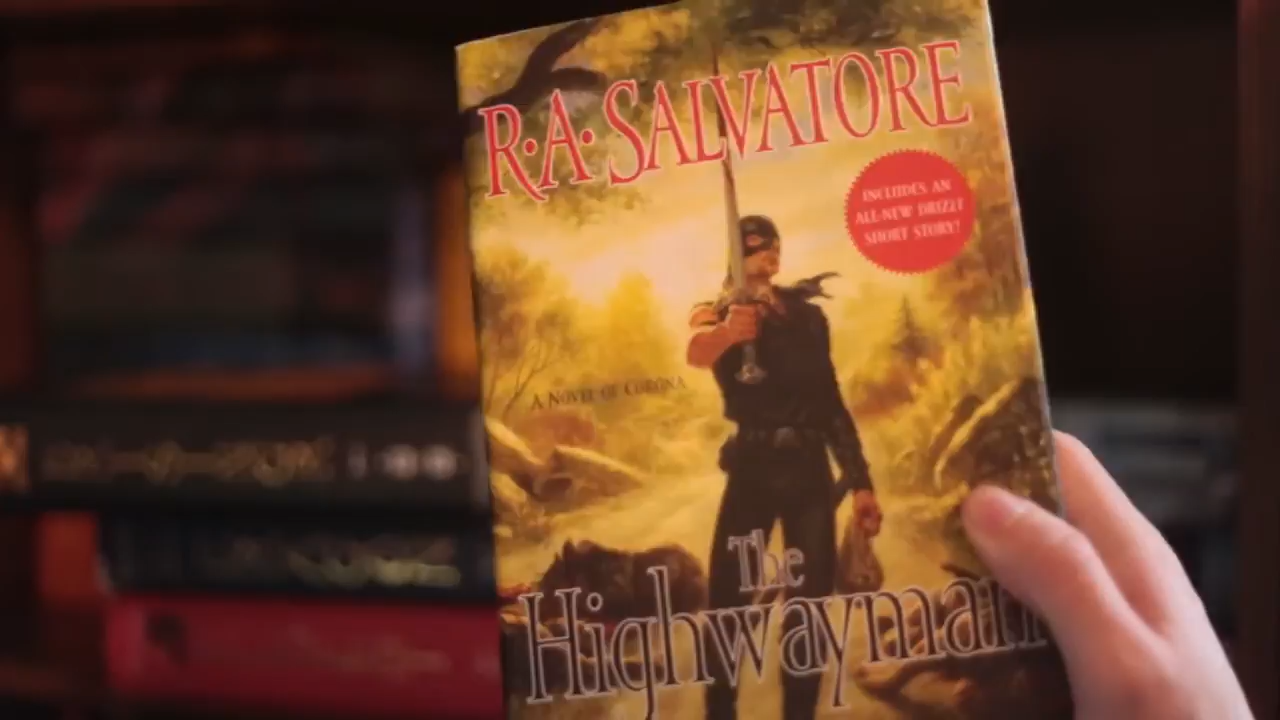 R·A·SALVATORE
INCLUDES AN
ALL-NEW DRIZZT
SHORT STORY!
A NOVEL OF CORONA
The
Highwayman